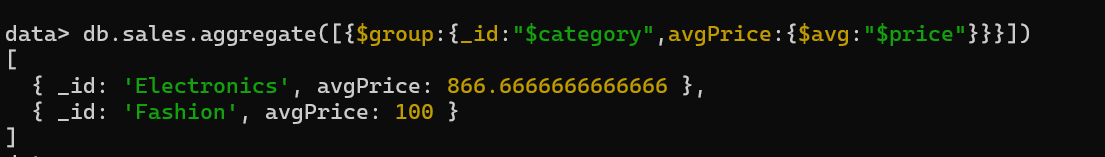 data> db.sales.aggregate([{$group:{_id:"$category",avgPrice:{$avg:"$price"}}}])
[
  { _id: 'Electronics', avgPrice: 866.6666666666666 },
  { _id: 'Fashion', avgPrice: 100 }
]